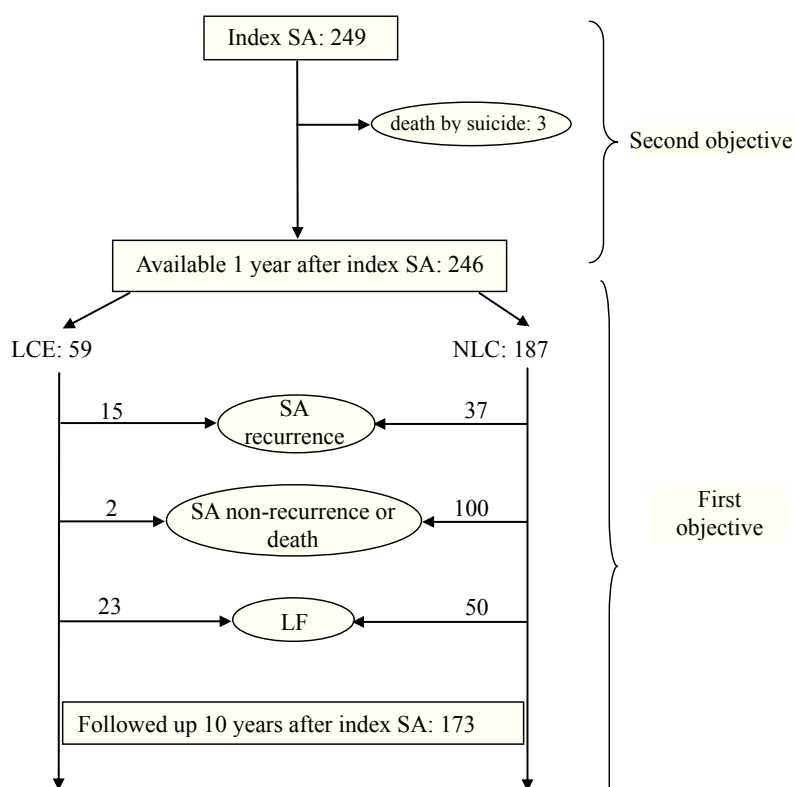 Index SA: 249
death by suicide: 3
Second objective
Available 1 year after index SA: 246
LCE: 59
NLC: 187
15
SA
recurrence
37
2
SA non-recurrence or
death
100
First
objective
23
LF
50
Followed up 10 years after index SA: 173